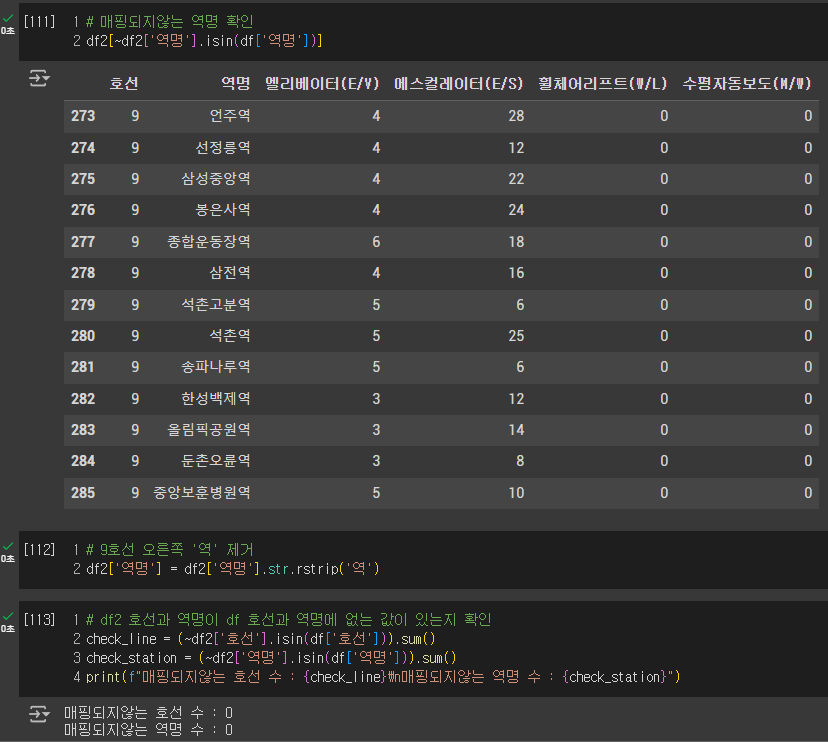 [111] 1 # 매핑되지않는 역명 확인
0초 2 df2[~df2['역명'].isin(df['역명'])]
호선 역명 엘리베이터(E/V) 에스컬레이터(E/S) 휠체어리프트(W/L) 수평자동보도(M/W)
273 9 언주역 4 28 0 0
274 9 선정릉역 4 12 0 0
275 9 삼성중앙역 4 22 0 0
276 9 봉은사역 4 24 0 0
277 9 종합운동장역 6 18 0 0
278 9 삼전역 4 16 0 0
279 9 석촌고분역 5 6 0 0
280 9 석촌역 5 25 0 0
281 9 송파나루역 5 6 0 0
282 9 한성백제역 3 12 0 0
283 9 올림픽공원역 3 14 0 0
284 9 둔촌오륜역 3 8 0 0
285 9 중앙보훈병원역 5 10 0 0
[112] 1 # 9호선 오른쪽 '역' 제거
0초 2 df2['역명'] = df2['역명'].str.rstrip('역')
[113] 1 # df2 호선과 역명이 df 호선과 역명에 없는 값이 있는지 확인
0초 2 check_line = (~df2['호선'].isin(df['호선'])).sum()
3 check_station = (~df2['역명'].isin(df['역명'])).sum()
4 print(f"매핑되지않는 호선 수 : {check_line}₩n매핑되지않는 역명 수 : {check_station}")
매핑되지않는 호선 수 : 0
매핑되지않는 역명 수 : 0